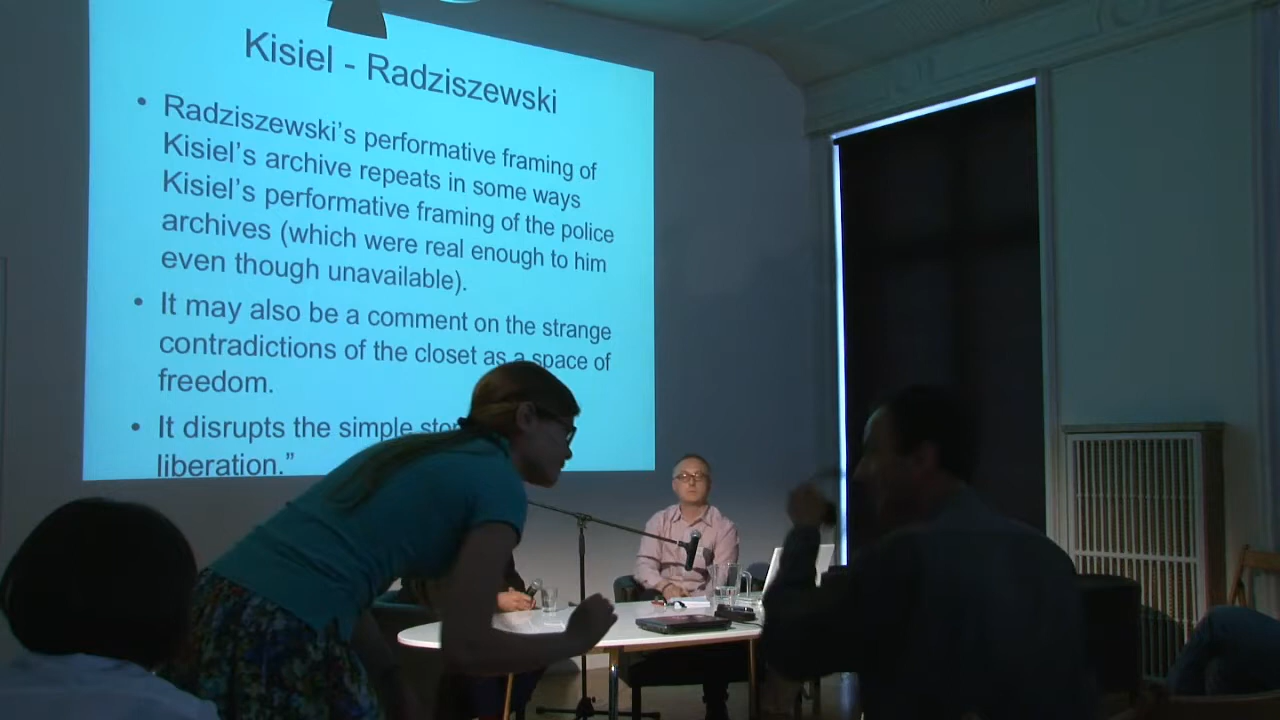 Kisiel - Radziszewski
• Radziszewski's performative framing of
Kisiel's archive repeats in some ways
Kisiel's performative framing of the police
archives (which were real enough to him
even though unavailable).
• It may also be a comment on the strange
contradictions of the closet as a space of
freedom.
• It disrupts the simple
liberation.”